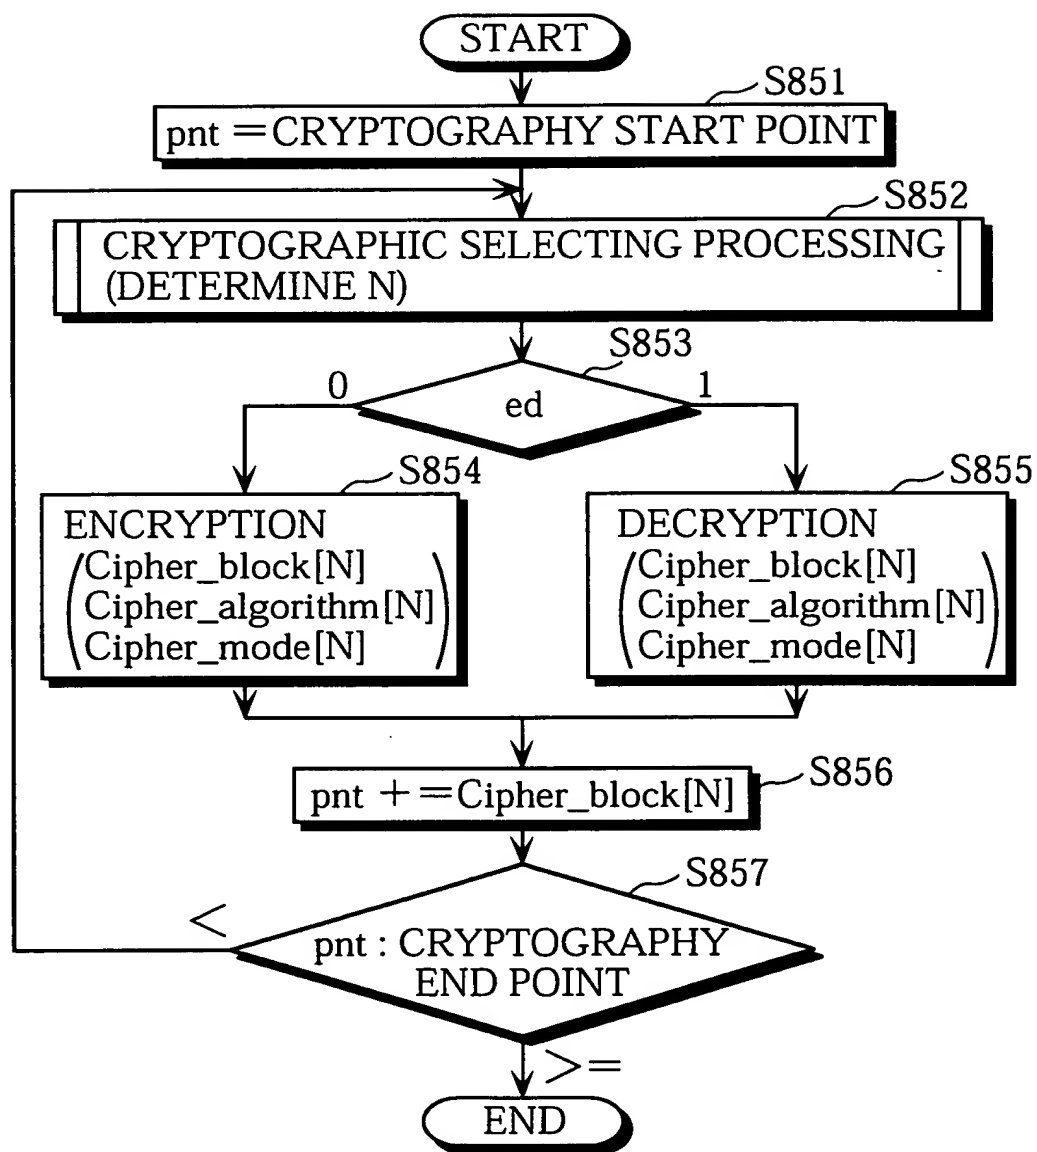 START
S851
pnt =CRYPTOGRAPHY START POINT
S852
CRYPTOGRAPHIC SELECTING PROCESSING
(DETERMINE N)
S853
0
ed
1
S854
ENCRYPTION
(Cipher_block[N]
Cipher_algorithm[N]
Cipher_mode[N])
S855
DECRYPTION
(Cipher_block[N]
Cipher_algorithm[N]
Cipher_mode[N])
pnt +=Cipher_block[N]
S856
S857
<
pnt : CRYPTOGRAPHY
END POINT
>=
END